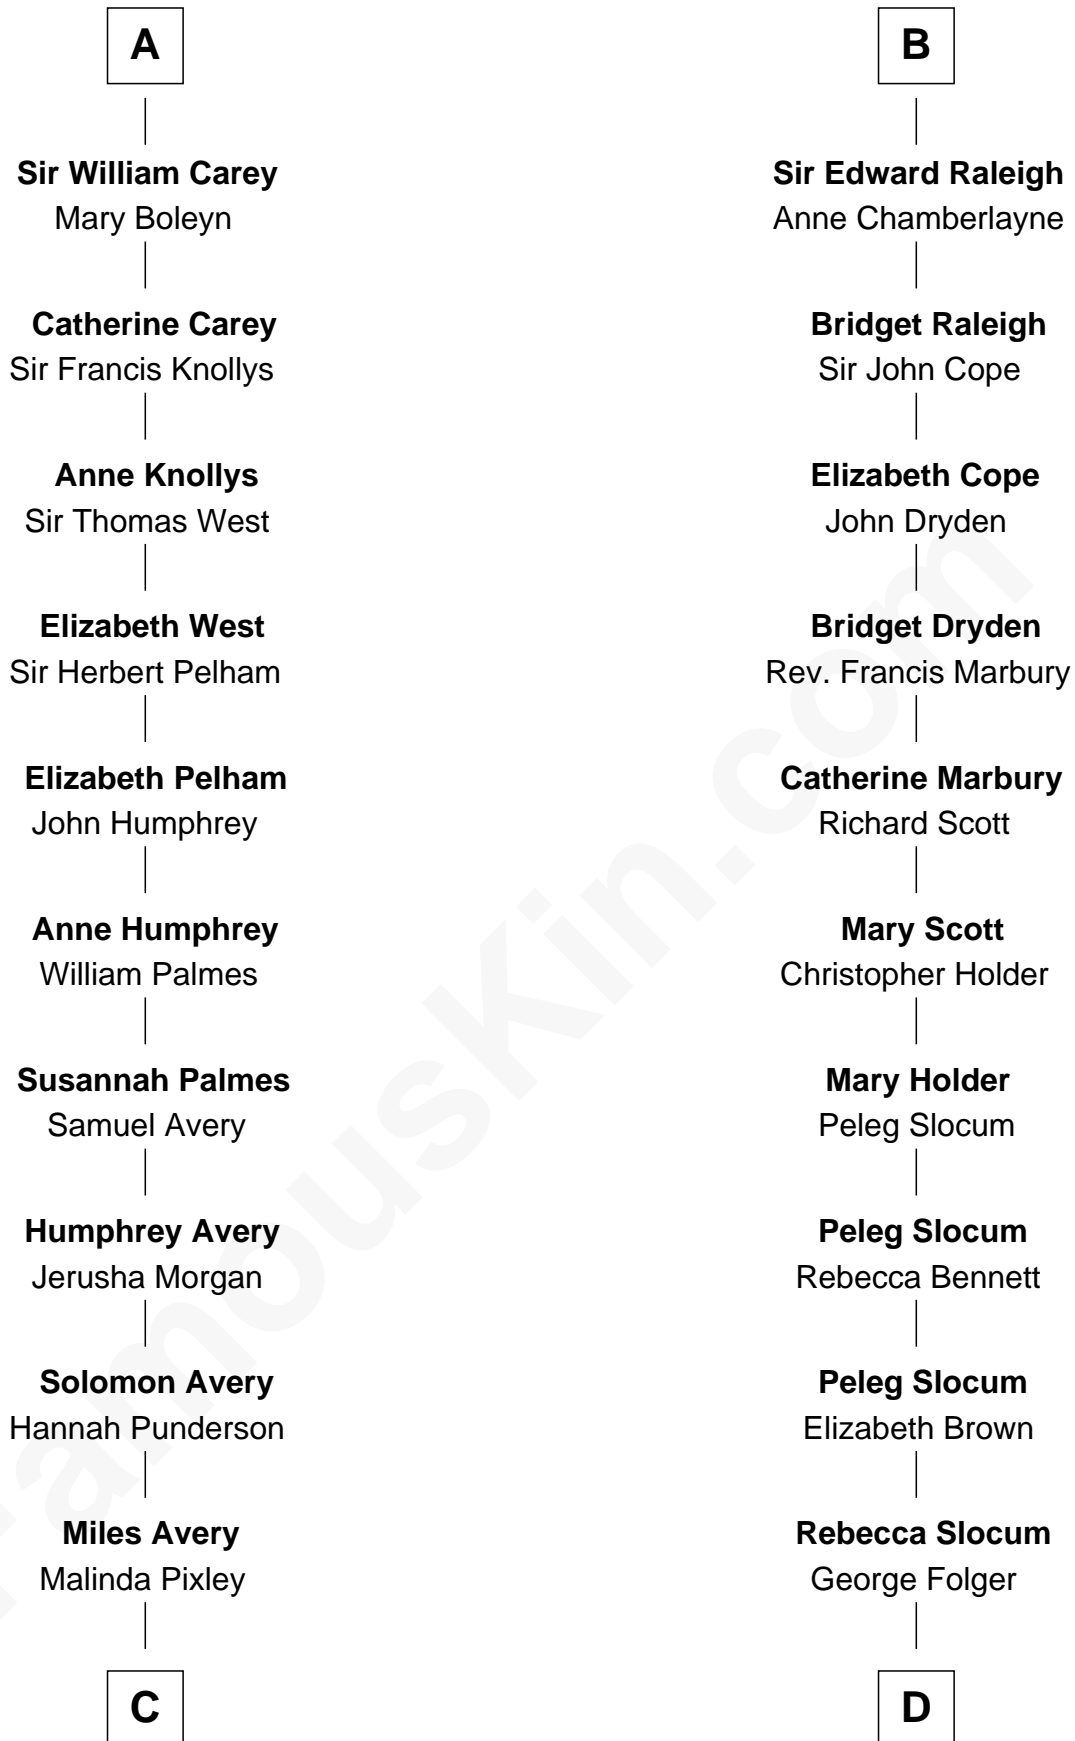 A
Sir William Carey
Mary Boleyn
Catherine Carey
Sir Francis Knollys
Anne Knollys
Sir Thomas West
Elizabeth West
Sir Herbert Pelham
Elizabeth Pelham
John Humphrey
Anne Humphrey
William Palmes
Susannah Palmes
Samuel Avery
Humphrey Avery
Jerusha Morgan
Solomon Avery
Hannah Punderson
Miles Avery
Malinda Pixley
C
B
Sir Edward Raleigh
Anne Chamberlayne
Bridget Raleigh
Sir John Cope
Elizabeth Cope
John Dryden
Bridget Dryden
Rev. Francis Marbury
Catherine Marbury
Richard Scott
Mary Scott
Christopher Holder
Mary Holder
Peleg Slocum
Peleg Slocum
Rebecca Bennett
Peleg Slocum
Elizabeth Brown
Rebecca Slocum
George Folger
D
FamousKin.com